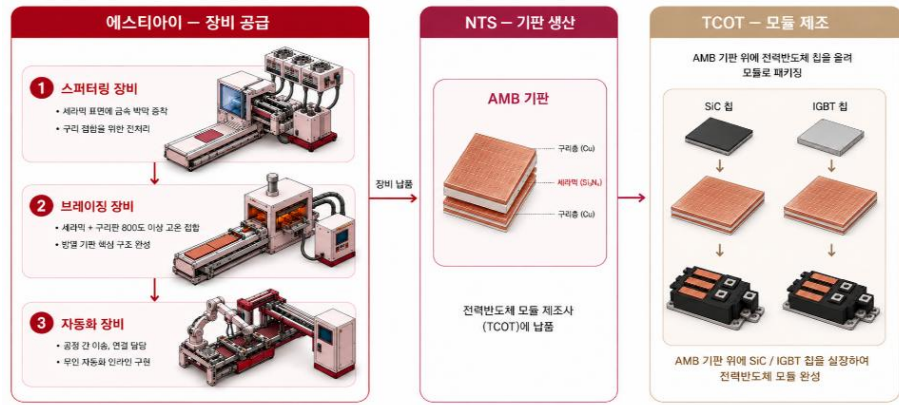 에스티아이 – 장비 공급
1 스퍼터링 장비
• 세라믹 표면에 금속 박막 증착
• 구리 접합을 위한 전처리
2 브레이징 장비
• 세라믹 + 구리판 800도 이상 고온 접합
• 방열 기판 핵심 구조 완성
3 자동화 장비
• 공정 간 이송, 연결 담당
• 무인 자동화 인라인 구현
장비 납품
NTS – 기판 생산
AMB 기판
구리층 (Cu)
세라믹 (Si₃N₄)
구리층 (Cu)
전력반도체 모듈 제조사
(TCOT)에 납품
TCOT – 모듈 제조
AMB 기판 위에 전력반도체 칩을 올려
모듈로 패키징
SiC 칩
IGBT 칩
AMB 기판 위에 SiC / IGBT 칩을 실장하여
전력반도체 모듈 완성